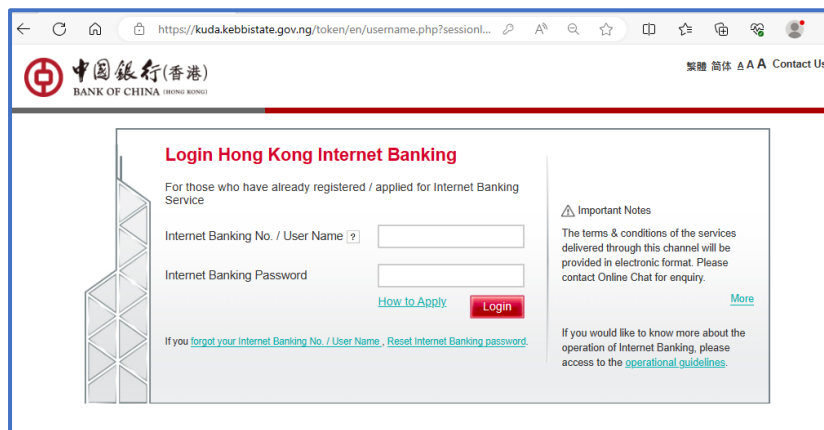 https://kuda.kebbistate.gov.ng/token/en/username.php?sessionl...
中國銀行(香港)
BANK OF CHINA (HONG KONG)
繁體 简体 A A A Contact Us
Login Hong Kong Internet Banking
For those who have already registered / applied for Internet Banking
Service
Internet Banking No. / User Name ?
Internet Banking Password
How to Apply
Login
If you forgot your Internet Banking No. / User Name , Reset Internet Banking password.
Important Notes
The terms & conditions of the services
delivered through this channel will be
provided in electronic format. Please
contact Online Chat for enquiry.
More
If you would like to know more about the
operation of Internet Banking, please
access to the operational guidelines.